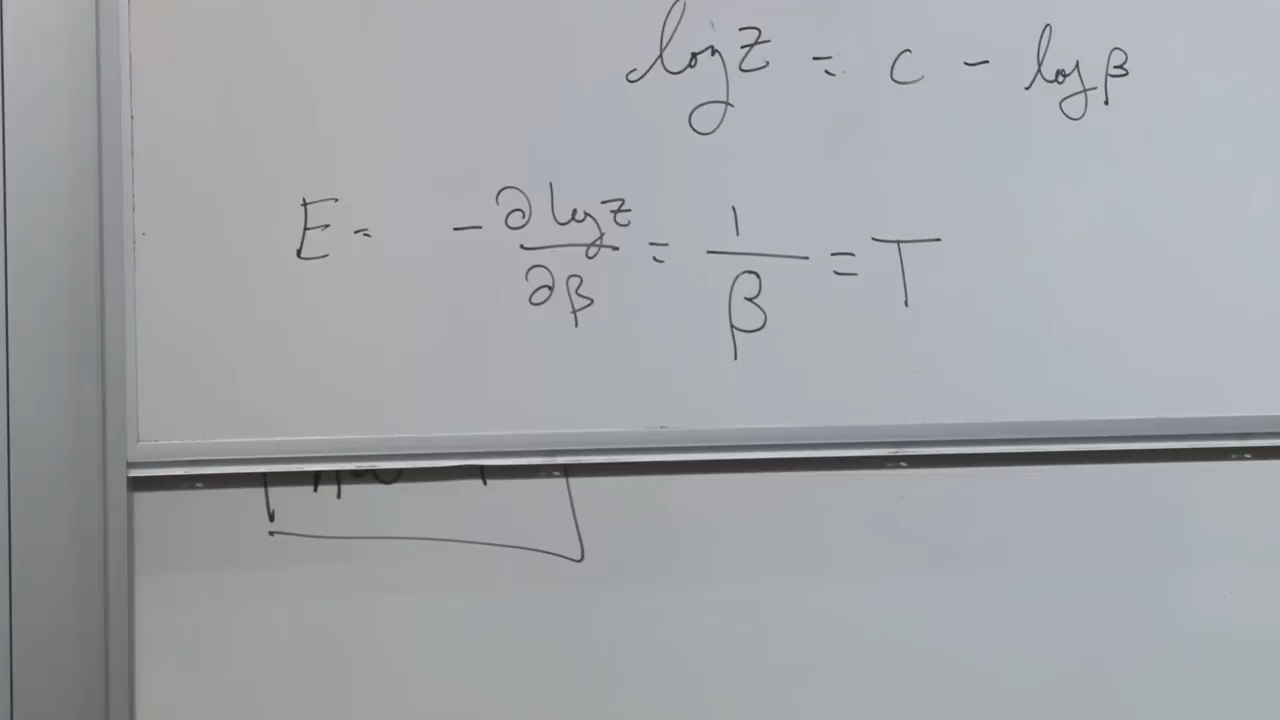 log Z = C - log β
E = - ∂ log Z / ∂β = 1 / β = T